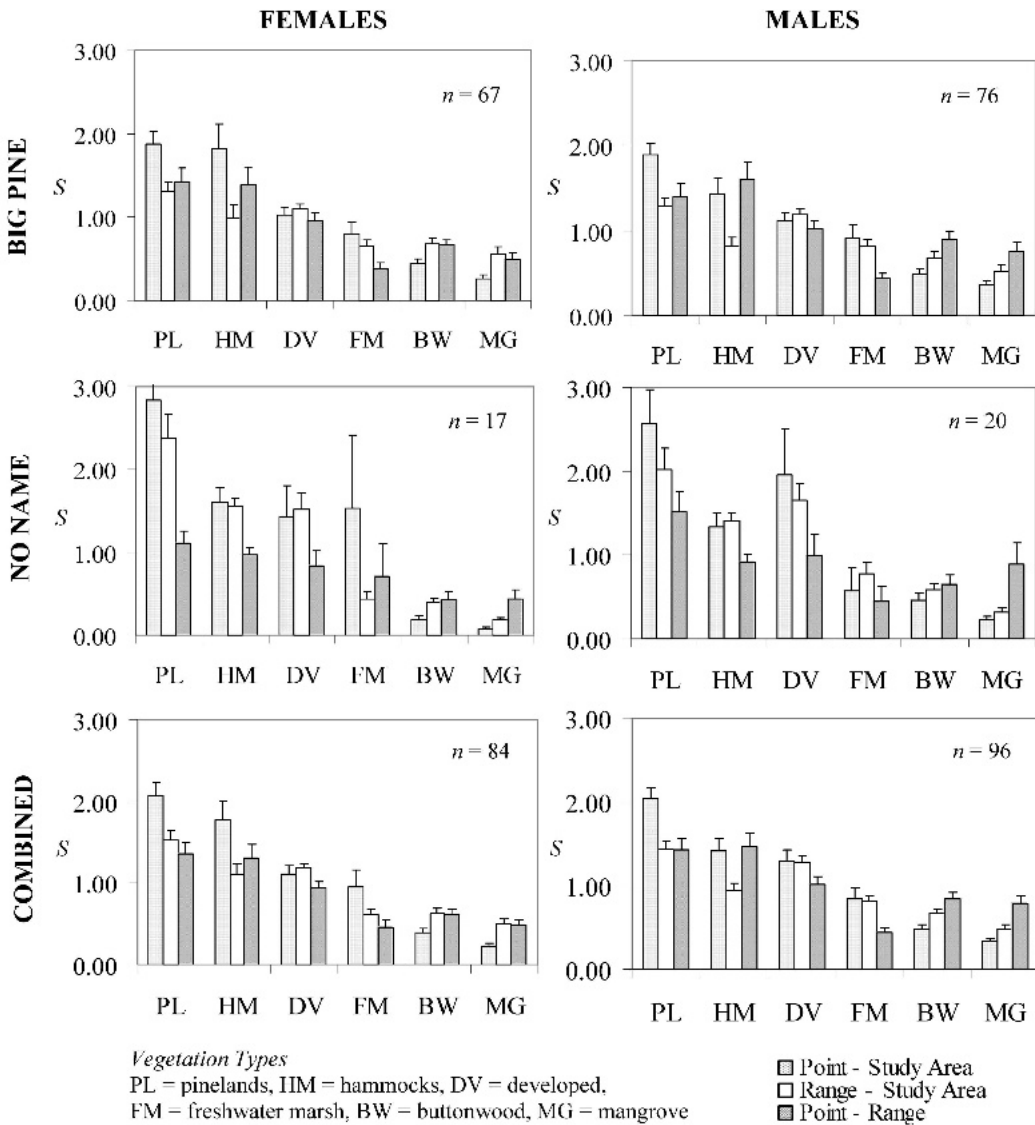 FEMALES
MALES
BIG PINE
3.00
2.00
1.00
0.00
S
n = 67
PL HM DV FM BW MG
3.00
2.00
1.00
0.00
S
n = 76
PL HM DV FM BW MG
NO NAME
3.00
2.00
1.00
0.00
S
n = 17
PL HM DV FM BW MG
3.00
2.00
1.00
0.00
S
n = 20
PL HM DV FM BW MG
COMBINED
3.00
2.00
1.00
0.00
S
n = 84
PL HM DV FM BW MG
3.00
2.00
1.00
0.00
S
n = 96
PL HM DV FM BW MG
Vegetation Types
PL = pinelands, HM = hammocks, DV = developed,
FM = freshwater marsh, BW = buttonwood, MG = mangrove
Point - Study Area
Range - Study Area
Point - Range